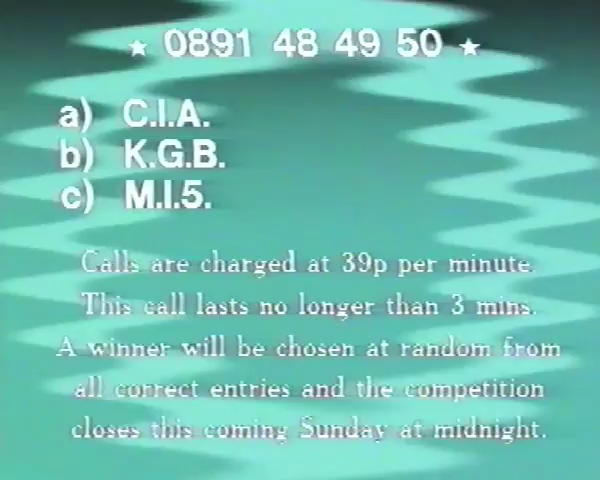 ★ 0891 48 49 50 ★
a) C.I.A.
b) K.G.B.
c) M.I.5.
Calls are charged at 39p per minute.
This call lasts no longer than 3 mins.
A winner will be chosen at random from
all correct entries and the competition
closes this coming Sunday at midnight.